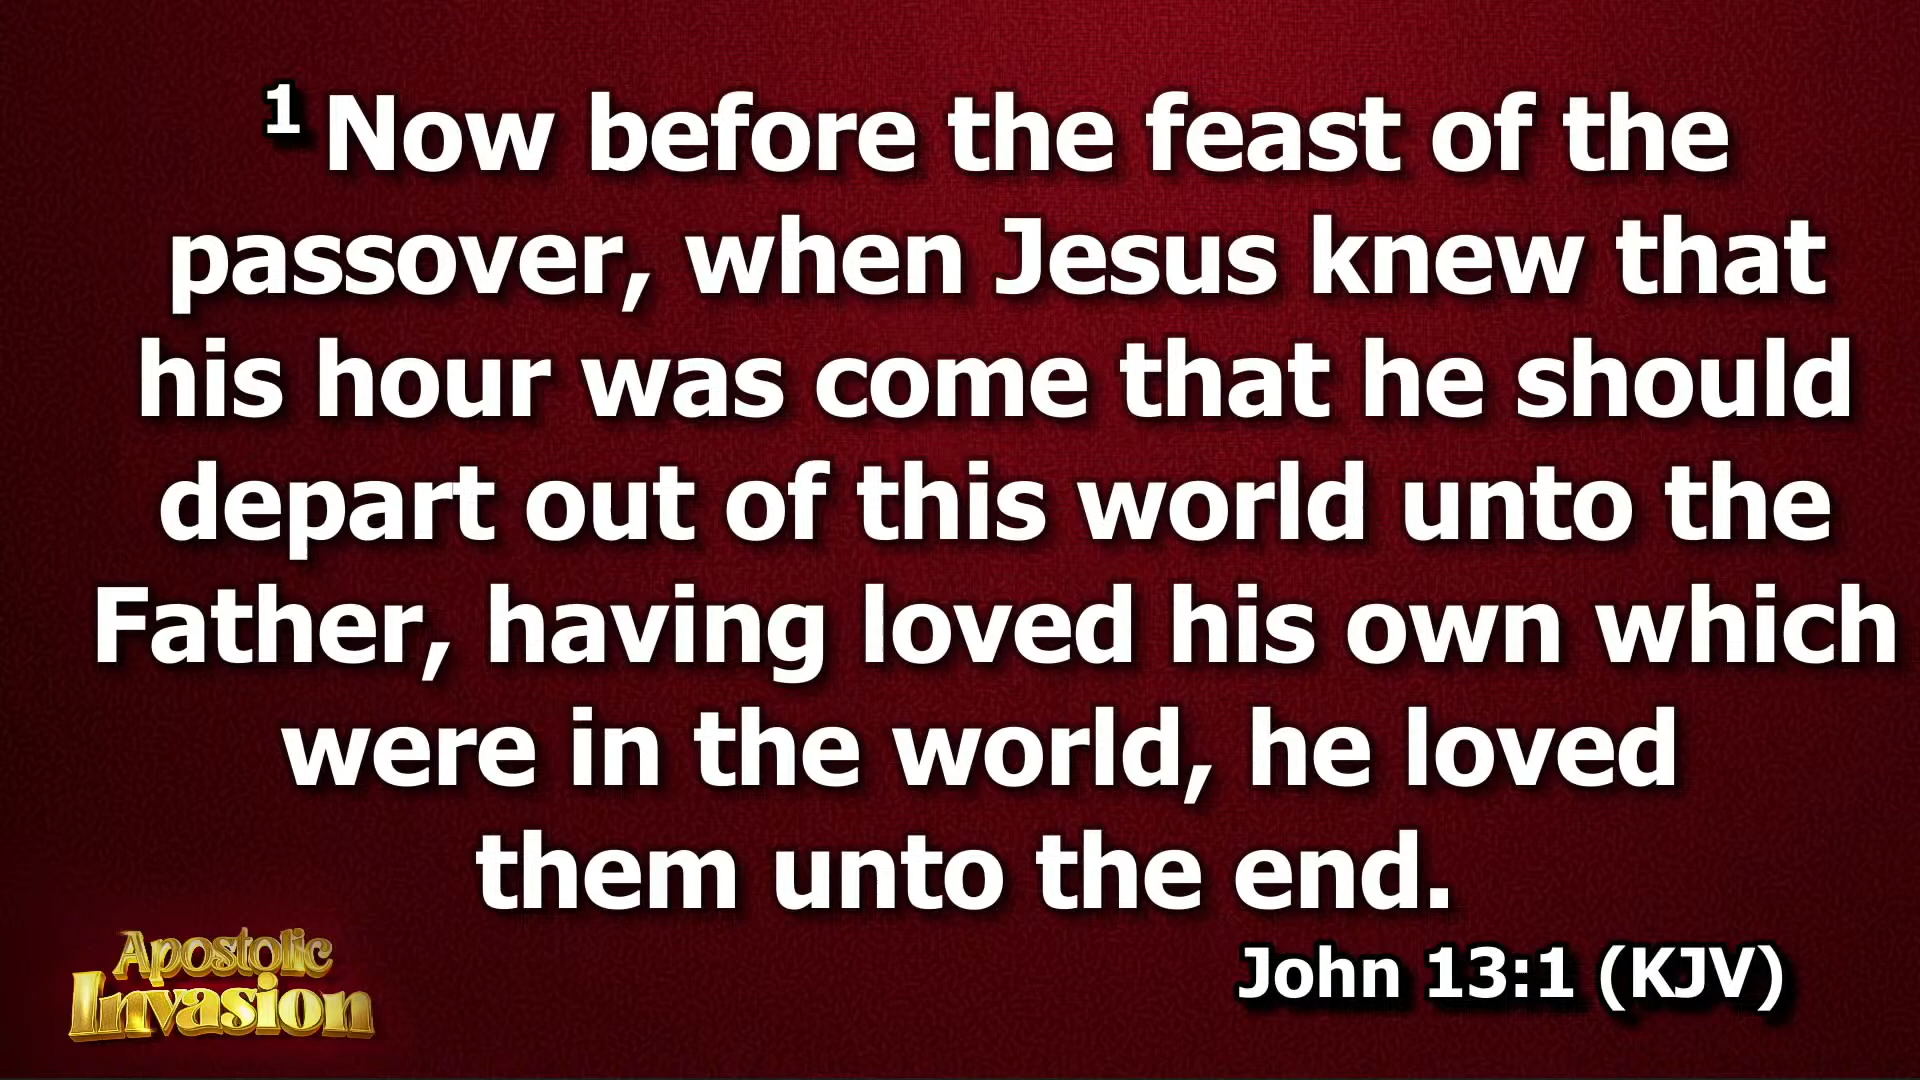 1 Now before the feast of the
passover, when Jesus knew that
his hour was come that he should
depart out of this world unto the
Father, having loved his own which
were in the world, he loved
them unto the end.
John 13:1 (KJV)
Apostolic
Invasion